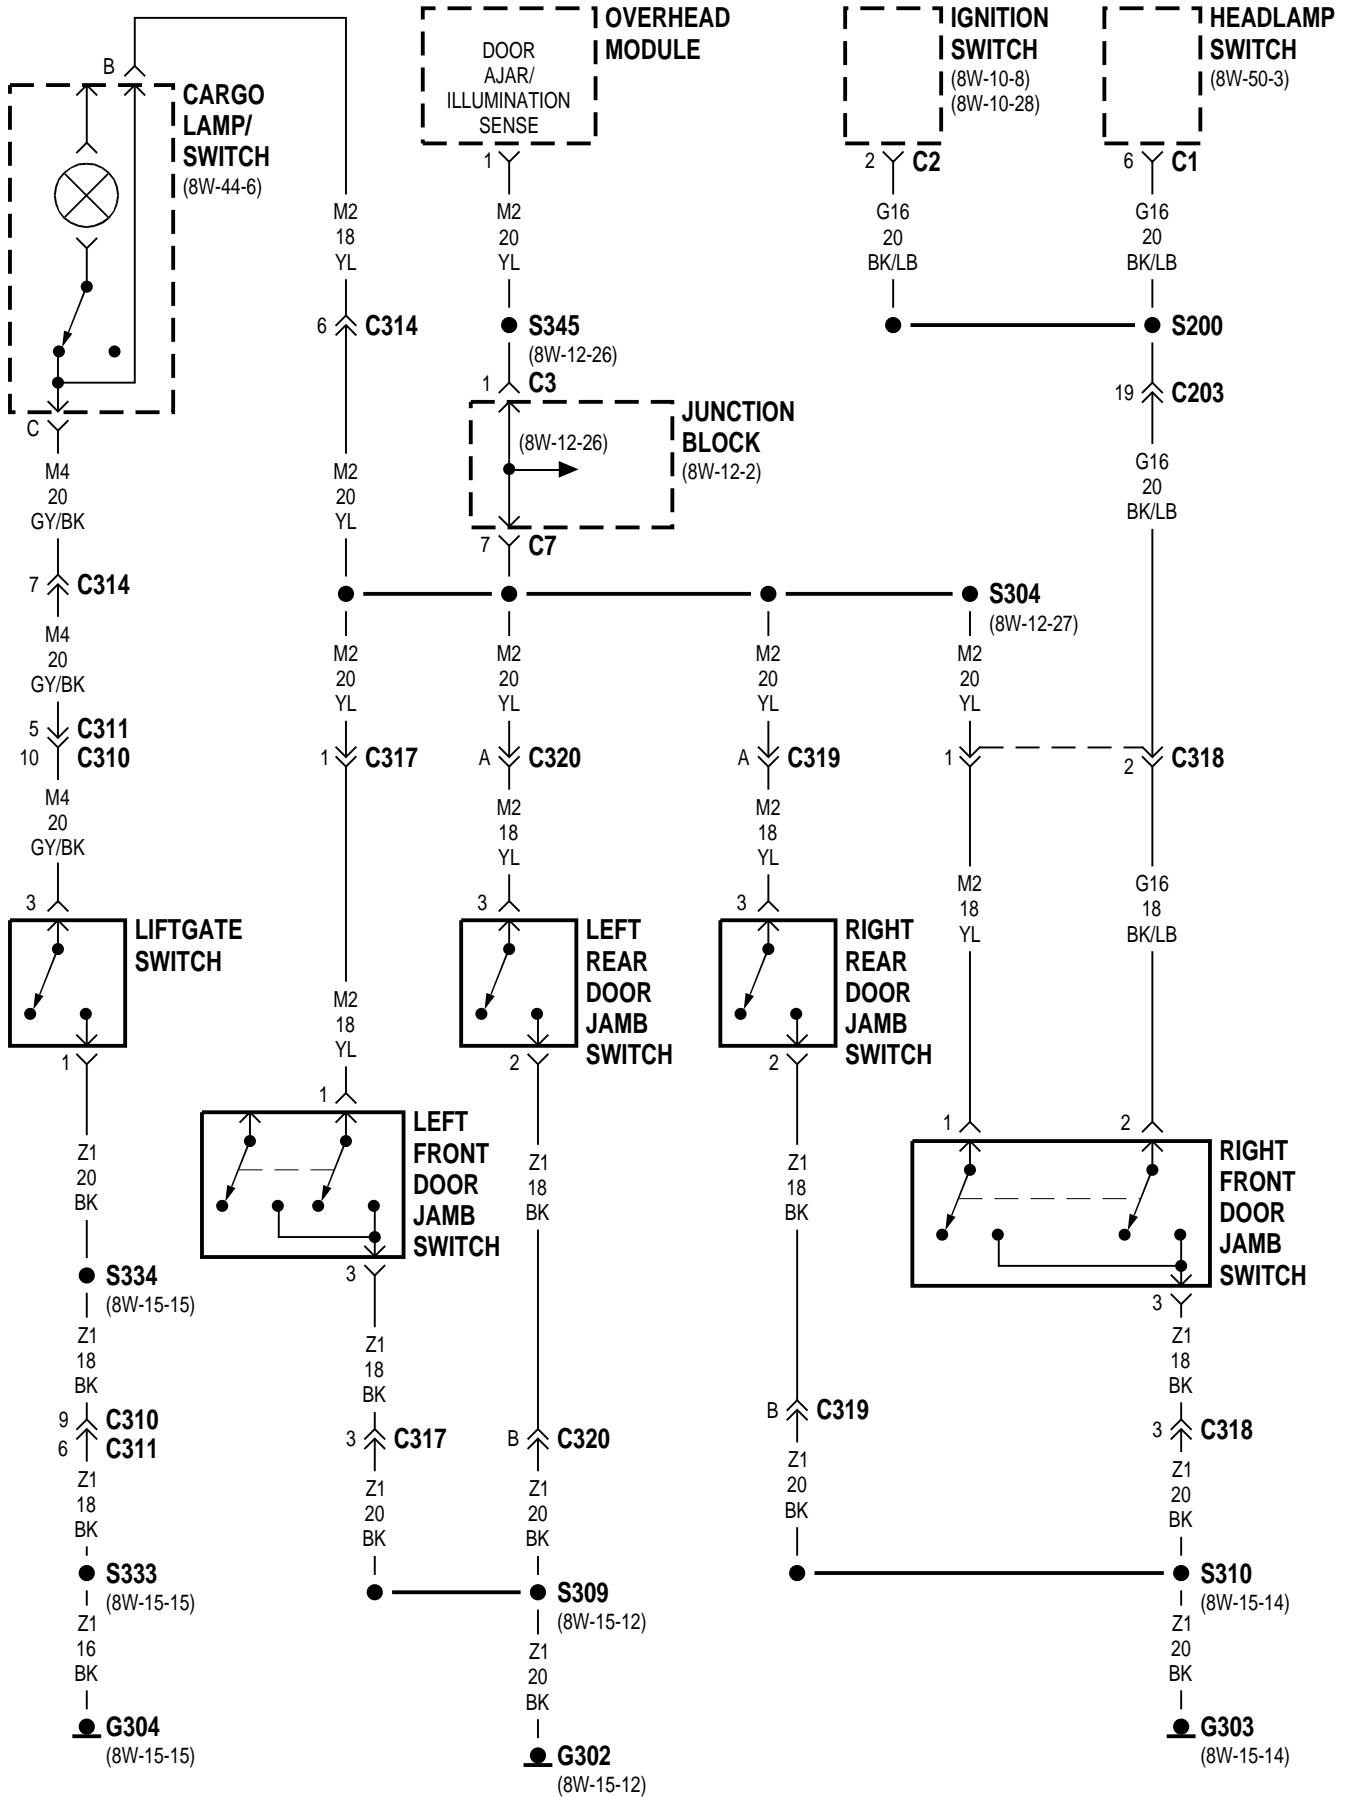 OVERHEAD
MODULE
DOOR
AJAR/
ILLUMINATION
SENSE
1
IGNITION
SWITCH
(8W-10-8)
(8W-10-28)
2
C2
HEADLAMP
SWITCH
(8W-50-3)
6
C1
B
CARGO
LAMP/
SWITCH
(8W-44-6)
C
M2
18
YL
M2
20
YL
G16
20
BK/LB
G16
20
BK/LB
6
C314
S345
(8W-12-26)
1
C3
S200
19
C203
JUNCTION
BLOCK
(8W-12-2)
(8W-12-26)
7
C7
M4
20
GY/BK
M2
20
YL
G16
20
BK/LB
7
C314
S304
(8W-12-27)
M4
20
GY/BK
M2
20
YL
M2
20
YL
M2
20
YL
M2
20
YL
5
C311
10
C310
1
C317
A
C320
A
C319
1
2
C318
M4
20
GY/BK
M2
18
YL
M2
18
YL
M2
18
YL
G16
18
BK/LB
3
LIFTGATE
SWITCH
1
3
LEFT
REAR
DOOR
JAMB
SWITCH
2
3
RIGHT
REAR
DOOR
JAMB
SWITCH
2
M2
18
YL
1
LEFT
FRONT
DOOR
JAMB
SWITCH
3
1
2
RIGHT
FRONT
DOOR
JAMB
SWITCH
3
Z1
20
BK
Z1
18
BK
Z1
18
BK
S334
(8W-15-15)
Z1
18
BK
Z1
18
BK
Z1
18
BK
9
C310
6
C311
3
C317
B
C320
B
C319
3
C318
Z1
18
BK
Z1
20
BK
Z1
20
BK
Z1
20
BK
Z1
20
BK
S333
(8W-15-15)
S309
(8W-15-12)
S310
(8W-15-14)
Z1
16
BK
Z1
20
BK
Z1
20
BK
G304
(8W-15-15)
G302
(8W-15-12)
G303
(8W-15-14)